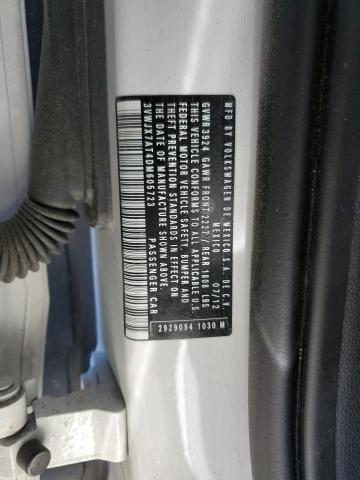 MFD BY VOLKSWAGEN DE MEXICO S.A. DE C.V.
MEXICO 07/12
GVWR 3924 GAWR FRONT 2227// REAR 1808 LBS
THIS VEHICLE CONFORMS TO ALL APPLICABLE U.S.
FEDERAL MOTOR VEHICLE SAFETY, BUMPER AND
THEFT PREVENTION STANDARDS IN EFFECT ON
THE DATE OF MANUFACTURE SHOWN ABOVE.
3VWJX7AT4DM605723 PASSENGER CAR
2929094 1030 M